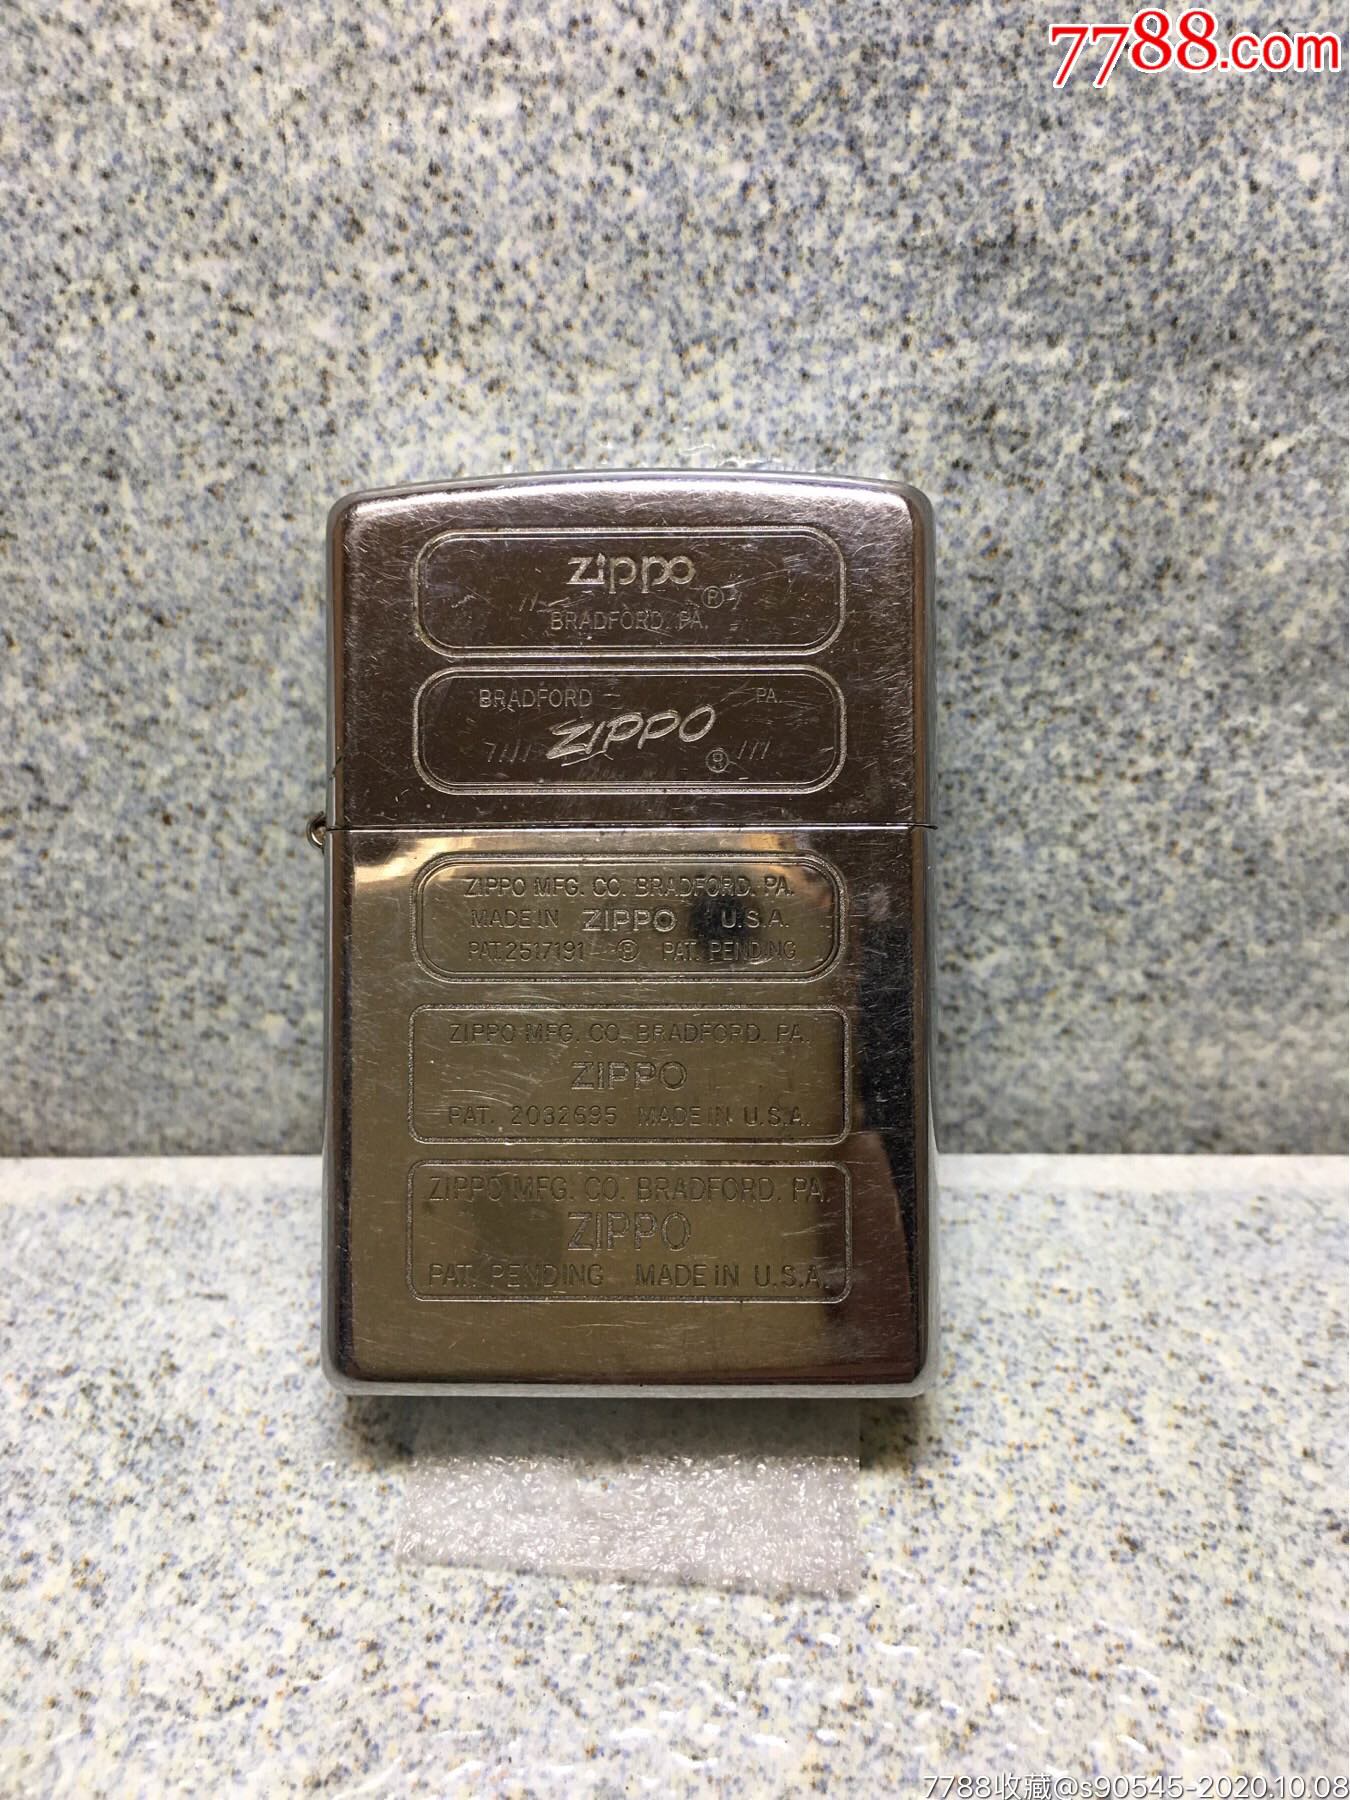 7788.com
zippo
// ®/
BRADFORD, PA.
BRADFORD PA.
ZIPPO
//// ® ///
ZIPPO MFG. CO. BRADFORD, PA.
MADE IN ZIPPO U.S.A.
PAT.2517191 ® PAT. PENDING
ZIPPO MFG. CO. BRADFORD. PA.
ZIPPO
PAT. 2032695 MADE IN U.S.A.
ZIPPO MFG. CO. BRADFORD, PA.
ZIPPO
PAT. PENDING MADE IN U.S.A.
7788收藏@s90545-2020.10.08